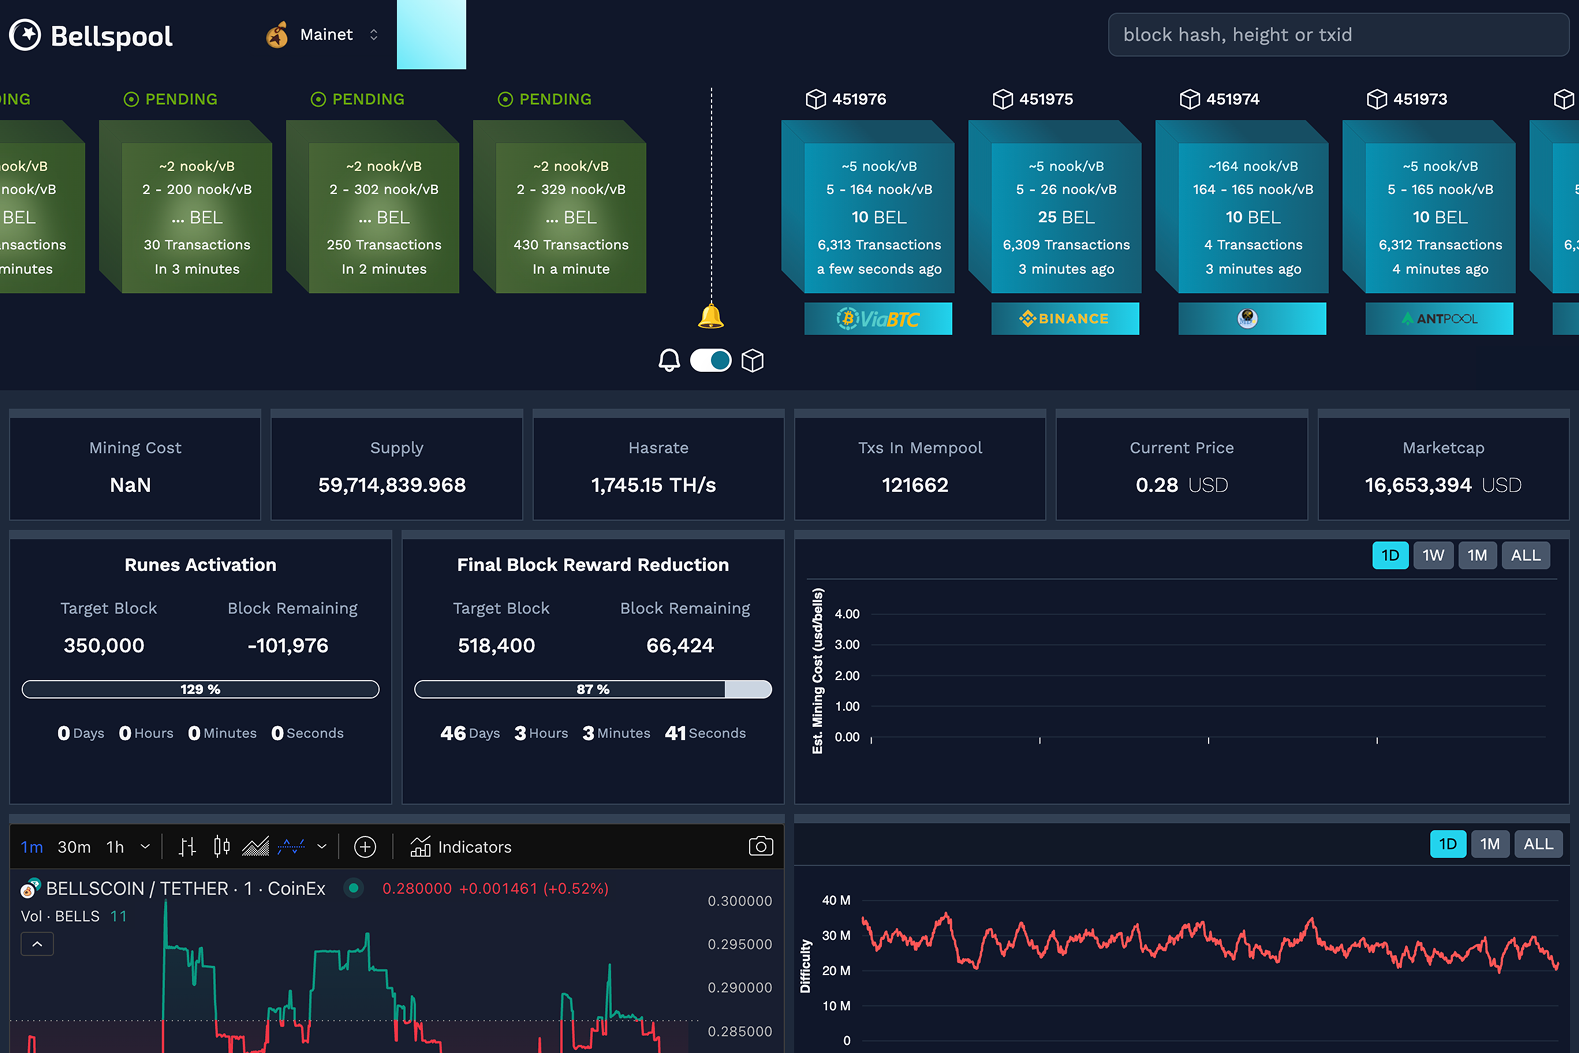 Bellspool
Mainet
block hash, height or txid
ING
PENDING
PENDING
PENDING
451976
451975
451974
451973
ook/vB
nook/vB
BEL
nsactions
minutes
~2 nook/vB
2 - 200 nook/vB
... BEL
30 Transactions
In 3 minutes
~2 nook/vB
2 - 302 nook/vB
... BEL
250 Transactions
In 2 minutes
~2 nook/vB
2 - 329 nook/vB
... BEL
430 Transactions
In a minute
~5 nook/vB
5 - 164 nook/vB
10 BEL
6,313 Transactions
a few seconds ago
ViaBTC
~5 nook/vB
5 - 26 nook/vB
25 BEL
6,309 Transactions
3 minutes ago
BINANCE
~164 nook/vB
164 - 165 nook/vB
10 BEL
4 Transactions
3 minutes ago
~5 nook/vB
5 - 165 nook/vB
10 BEL
6,312 Transactions
4 minutes ago
ANTPOOL
Mining Cost
NaN
Supply
59,714,839.968
Hasrate
1,745.15 TH/s
Txs In Mempool
121662
Current Price
0.28 USD
Marketcap
16,653,394 USD
Runes Activation
Target Block
350,000
Block Remaining
-101,976
129 %
0 Days 0 Hours 0 Minutes 0 Seconds
Final Block Reward Reduction
Target Block
518,400
Block Remaining
66,424
87 %
46 Days 3 Hours 3 Minutes 41 Seconds
1D 1W 1M ALL
Est. Mining Cost (usd/bells)
4.00
3.00
2.00
1.00
0.00
1m 30m 1h
Indicators
BELLSCOIN / TETHER · 1 · CoinEx
0.280000 +0.001461 (+0.52%)
Vol · BELLS 11
0.300000
0.295000
0.290000
0.285000
1D 1M ALL
Difficulty
40 M
30 M
20 M
10 M
0